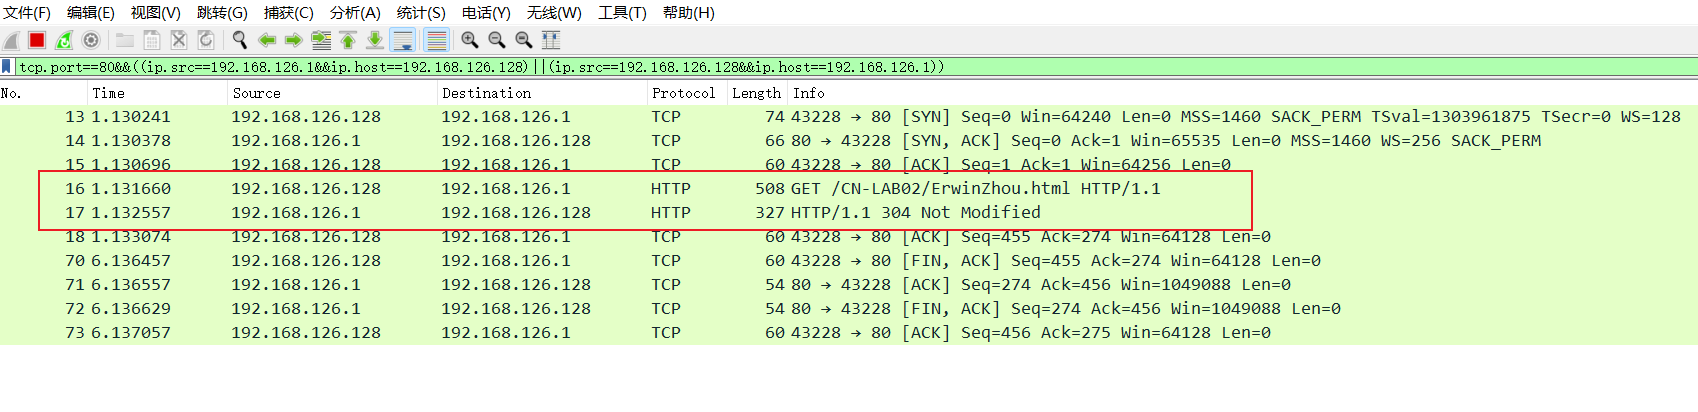 文件(F) 编辑(E) 视图(V) 跳转(G) 捕获(C) 分析(A) 统计(S) 电话(Y) 无线(W) 工具(T) 帮助(H)
tcp.port==80&&((ip.src==192.168.126.1&&ip.host==192.168.126.128)||(ip.src==192.168.126.128&&ip.host==192.168.126.1))
No. Time Source Destination Protocol Length Info
13 1.130241 192.168.126.128 192.168.126.1 TCP 74 43228 → 80 [SYN] Seq=0 Win=64240 Len=0 MSS=1460 SACK_PERM TSval=1303961875 TSecr=0 WS=128
14 1.130378 192.168.126.1 192.168.126.128 TCP 66 80 → 43228 [SYN, ACK] Seq=0 Ack=1 Win=65535 Len=0 MSS=1460 WS=256 SACK_PERM
15 1.130696 192.168.126.128 192.168.126.1 TCP 60 43228 → 80 [ACK] Seq=1 Ack=1 Win=64256 Len=0
16 1.131660 192.168.126.128 192.168.126.1 HTTP 508 GET /CN-LAB02/ErwinZhou.html HTTP/1.1
17 1.132557 192.168.126.1 192.168.126.128 HTTP 327 HTTP/1.1 304 Not Modified
18 1.133074 192.168.126.128 192.168.126.1 TCP 60 43228 → 80 [ACK] Seq=455 Ack=274 Win=64128 Len=0
70 6.136457 192.168.126.128 192.168.126.1 TCP 60 43228 → 80 [FIN, ACK] Seq=455 Ack=274 Win=64128 Len=0
71 6.136557 192.168.126.1 192.168.126.128 TCP 54 80 → 43228 [ACK] Seq=274 Ack=456 Win=1049088 Len=0
72 6.136629 192.168.126.1 192.168.126.128 TCP 54 80 → 43228 [FIN, ACK] Seq=274 Ack=456 Win=1049088 Len=0
73 6.137057 192.168.126.128 192.168.126.1 TCP 60 43228 → 80 [ACK] Seq=456 Ack=275 Win=64128 Len=0